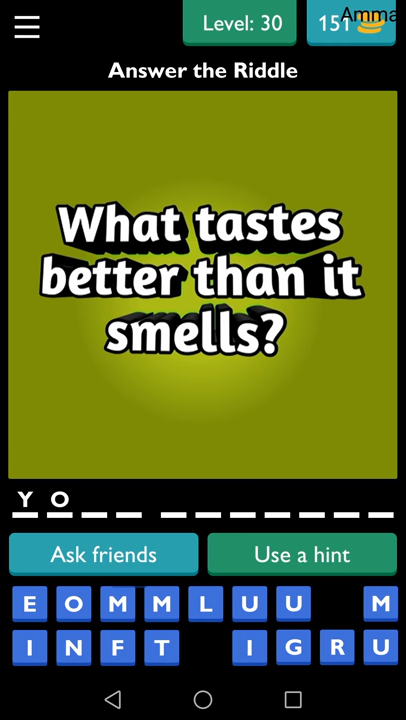 Level: 30
151
Amma
Answer the Riddle
What tastes
better than it
smells?
Y O _ _ _ _ _ _ _ _ _
Ask friends
Use a hint
E O M M L U U M
I N F T I G R U